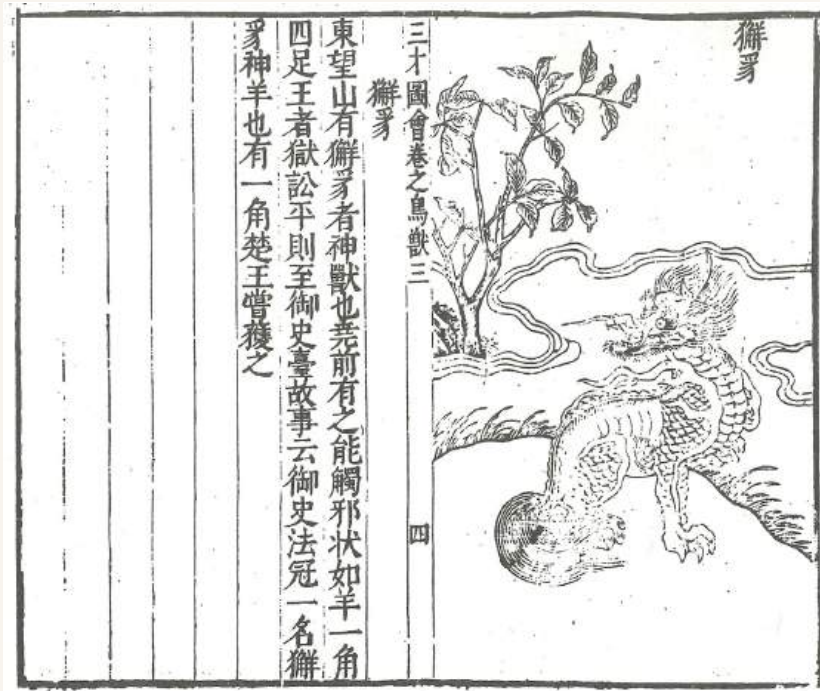 獬豸
三才圖會卷之鳥獸三
四
獬豸
東望山有獬豸者神獸也堯前有之能觸邪状如羊一角
四足王者獄訟平則至御史臺故事云御史法冠一名獬
豸神羊也有一角楚王嘗獲之